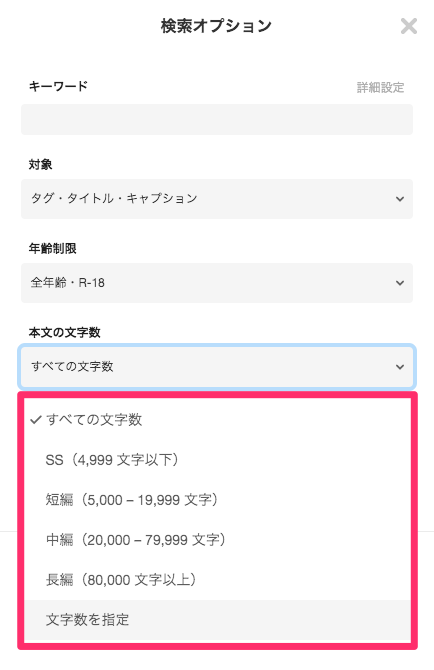 検索オプション
キーワード 詳細設定
対象
タグ・タイトル・キャプション
年齢制限
全年齢・R-18
本文の文字数
すべての文字数
すべての文字数
SS（4,999 文字以下）
短編（5,000 – 19,999 文字）
中編（20,000 – 79,999 文字）
長編（80,000 文字以上）
文字数を指定